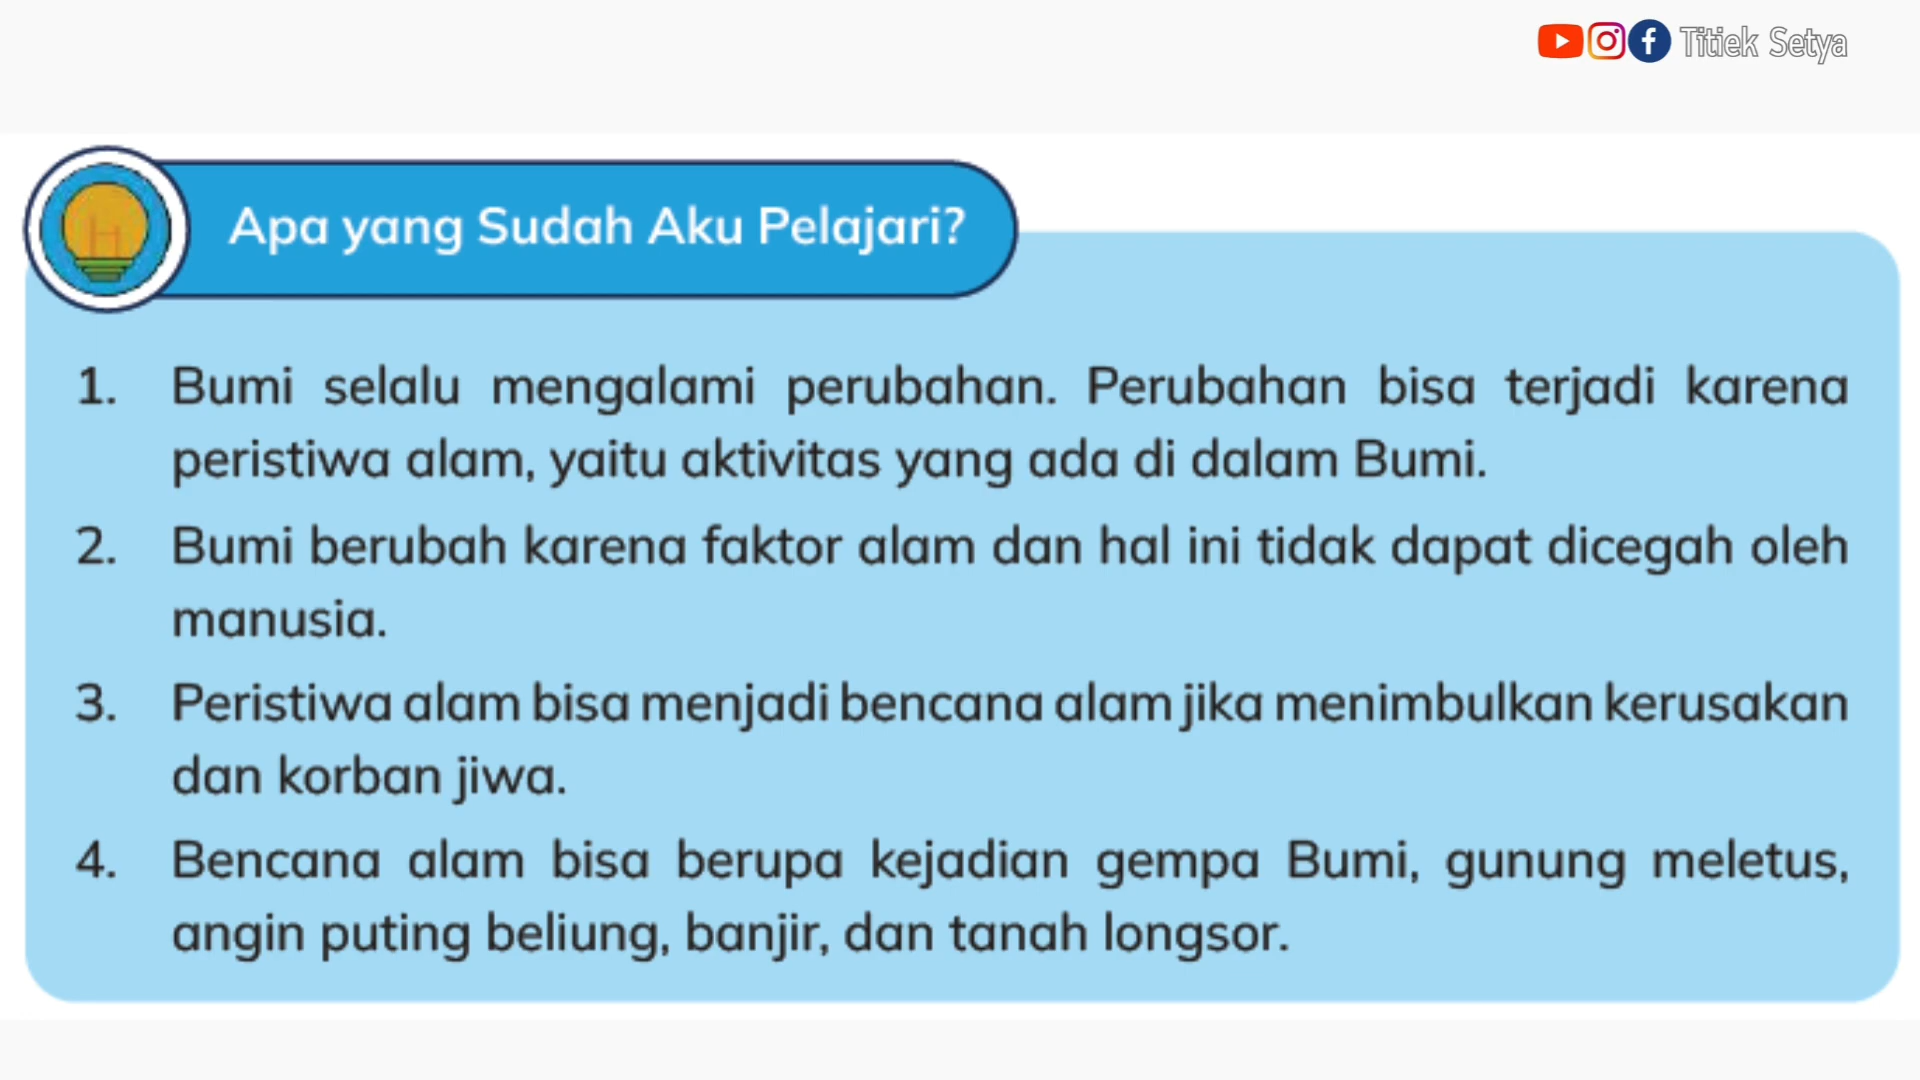 Titiek Setya
Apa yang Sudah Aku Pelajari?
1. Bumi selalu mengalami perubahan. Perubahan bisa terjadi karena
peristiwa alam, yaitu aktivitas yang ada di dalam Bumi.
2. Bumi berubah karena faktor alam dan hal ini tidak dapat dicegah oleh
manusia.
3. Peristiwa alam bisa menjadi bencana alam jika menimbulkan kerusakan
dan korban jiwa.
4. Bencana alam bisa berupa kejadian gempa Bumi, gunung meletus,
angin puting beliung, banjir, dan tanah longsor.